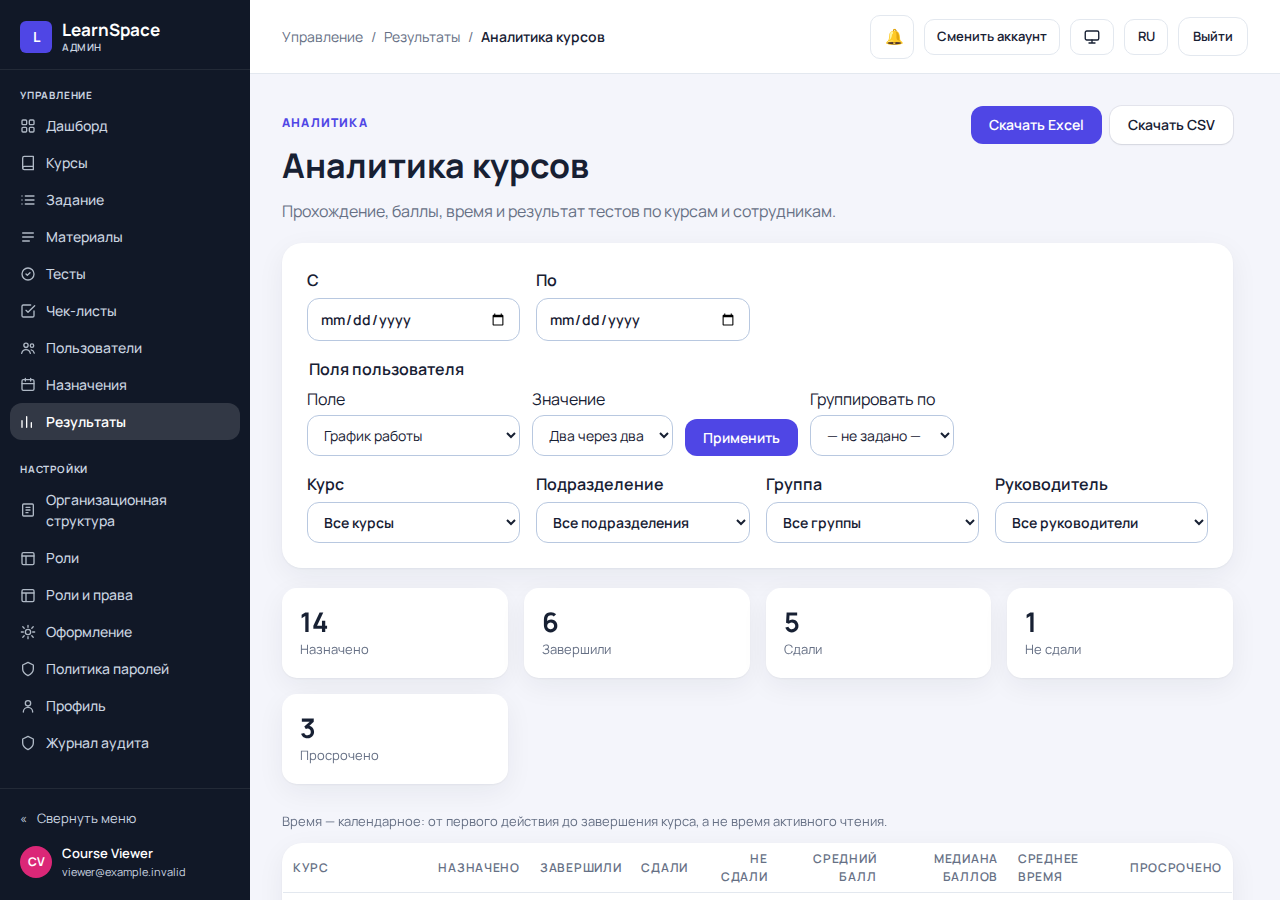 L
LearnSpace
АДМИН
УПРАВЛЕНИЕ
Дашборд
Курсы
Задание
Материалы
Тесты
Чек-листы
Пользователи
Назначения
Результаты
НАСТРОЙКИ
Организационная
структура
Роли
Роли и права
Оформление
Политика паролей
Профиль
Журнал аудита
« Свернуть меню
CV
Course Viewer
viewer@example.invalid
Управление / Результаты / Аналитика курсов
Сменить аккаунт
RU
Выйти
АНАЛИТИКА
Скачать Excel
Скачать CSV
Аналитика курсов
Прохождение, баллы, время и результат тестов по курсам и сотрудникам.
С
По
mm/dd/yyyy
mm/dd/yyyy
Поля пользователя
Поле
Значение
Группировать по
График работы
Два через два
Применить
— не задано —
Курс
Подразделение
Группа
Руководитель
Все курсы
Все подразделения
Все группы
Все руководители
14
Назначено
6
Завершили
5
Сдали
1
Не сдали
3
Просрочено
Время — календарное: от первого действия до завершения курса, а не время активного чтения.
КУРС
НАЗНАЧЕНО
ЗАВЕРШИЛИ
СДАЛИ
НЕ
СДАЛИ
СРЕДНИЙ
БАЛЛ
МЕДИАНА
БАЛЛОВ
СРЕДНЕЕ
ВРЕМЯ
ПРОСРОЧЕНО